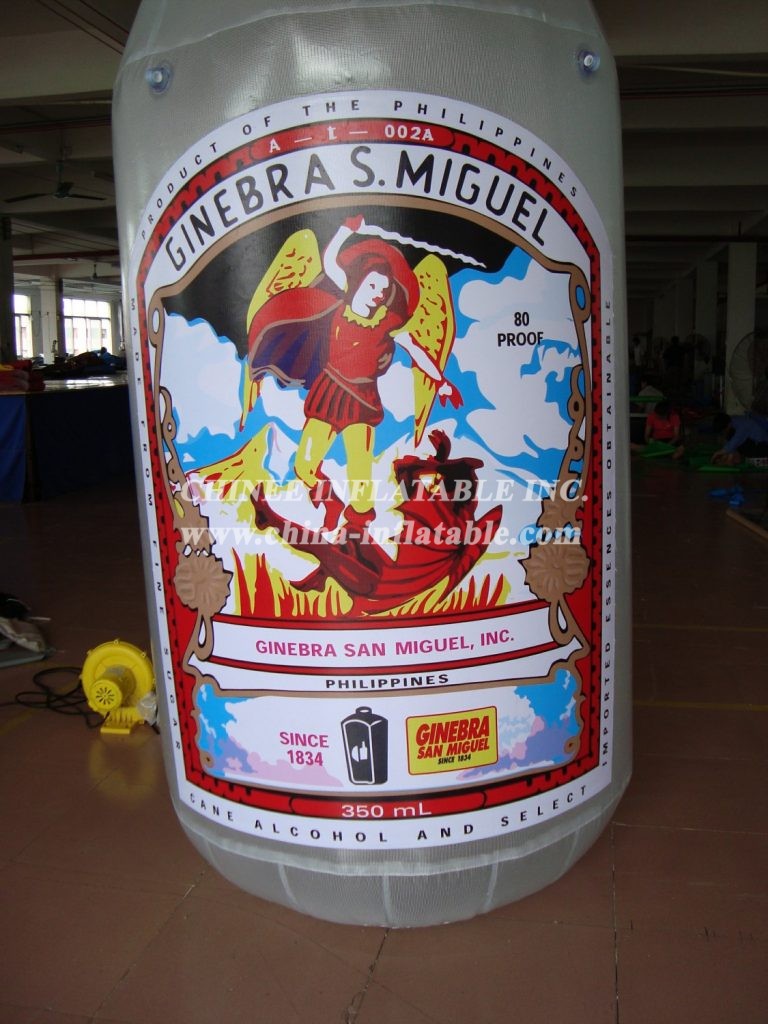 PRODUCT OF THE PHILIPPINES
A — t — 002A
GINEBRA S. MIGUEL
80
PROOF
CHINEE INFLATABLE INC.
www.china-inflatable.com
GINEBRA SAN MIGUEL, INC.
PHILIPPINES
SINCE
1834
GINEBRA
SAN MIGUEL
SINCE 1834
350 mL
MADE FROM FINE SUGAR
CANE ALCOHOL AND SELECT
IMPORTED ESSENCES OBTAINABLE